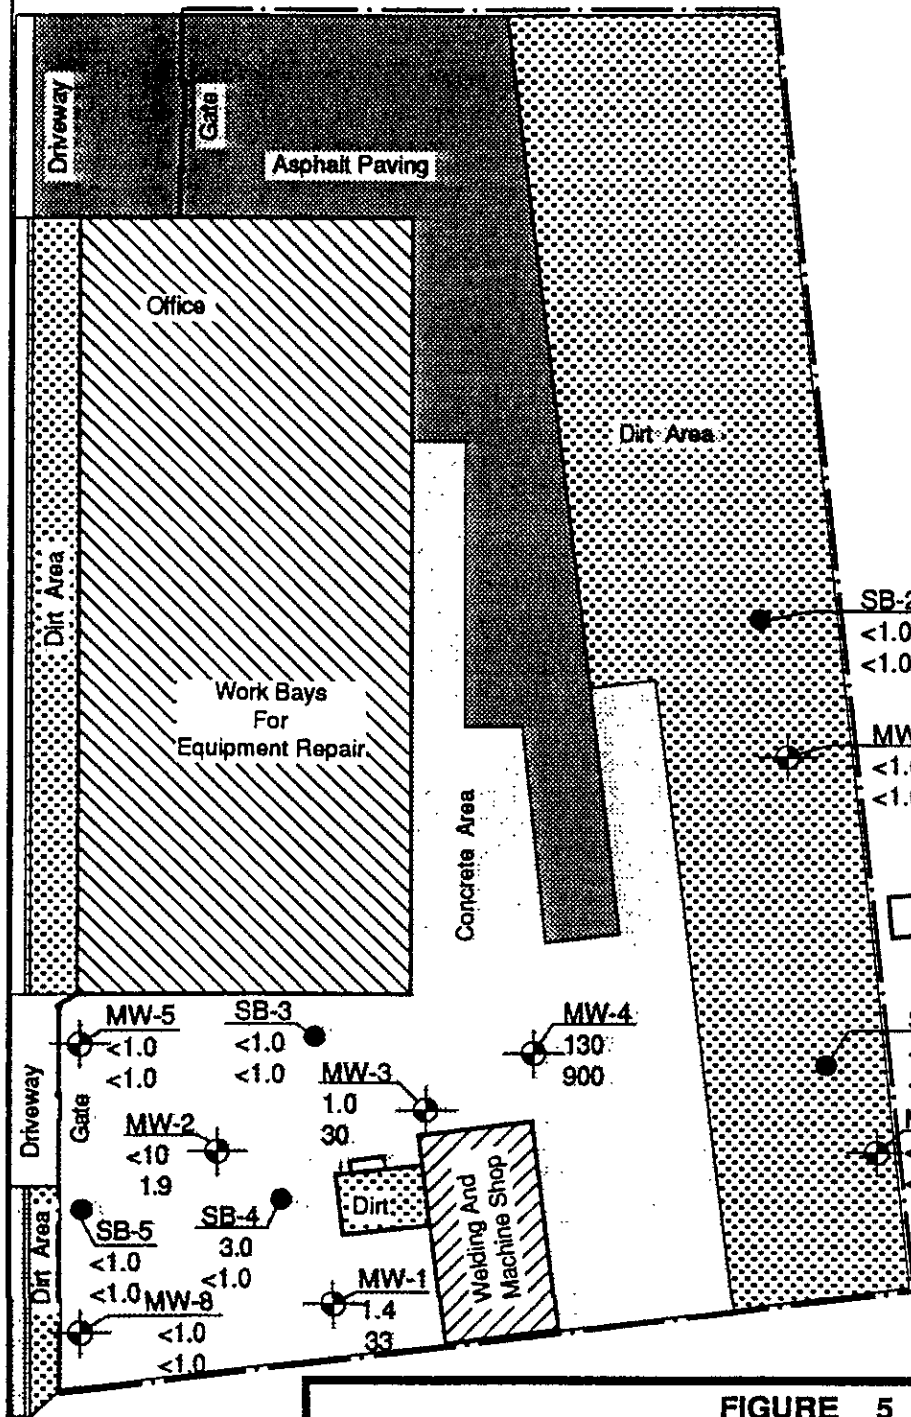 Driveway
Gate
Asphalt Paving
Office
Dirt Area
Dirt Area
Work Bays
For
Equipment Repair
Concrete Area
SB-2
<1.0
<1.0
MW
<1.
<1.
MW-5
<1.0
<1.0
SB-3
<1.0
<1.0
MW-4
130
900
MW-3
1.0
30
Driveway
Gate
MW-2
<10
1.9
SB-5
<1.0
<1.0
SB-4
3.0
<1.0
Dirt
Welding And
Machine Shop
Dirt Area
MW-8
<1.0
<1.0
MW-1
1.4
33
FIGURE 5